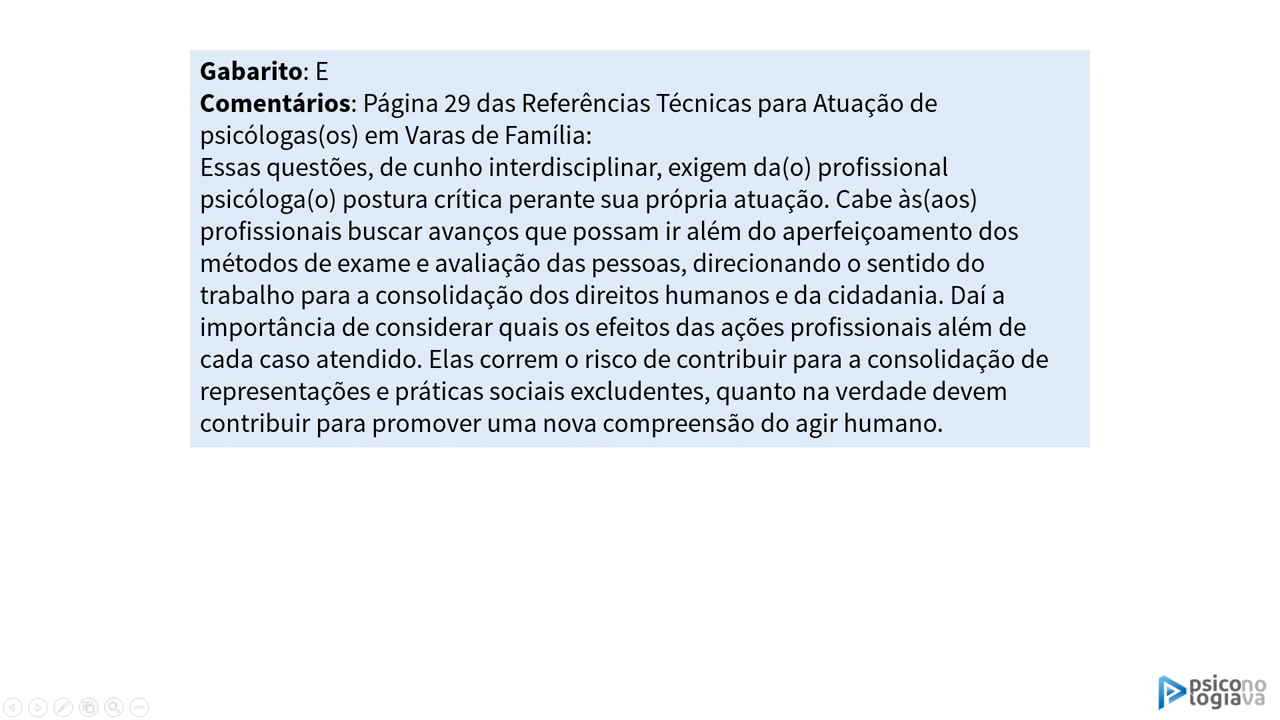 Gabarito: E
Comentários: Página 29 das Referências Técnicas para Atuação de
psicólogas(os) em Varas de Família:
Essas questões, de cunho interdisciplinar, exigem da(o) profissional
psicóloga(o) postura crítica perante sua própria atuação. Cabe às(aos)
profissionais buscar avanços que possam ir além do aperfeiçoamento dos
métodos de exame e avaliação das pessoas, direcionando o sentido do
trabalho para a consolidação dos direitos humanos e da cidadania. Daí a
importância de considerar quais os efeitos das ações profissionais além de
cada caso atendido. Elas correm o risco de contribuir para a consolidação de
representações e práticas sociais excludentes, quanto na verdade devem
contribuir para promover uma nova compreensão do agir humano.
psicono
logiava